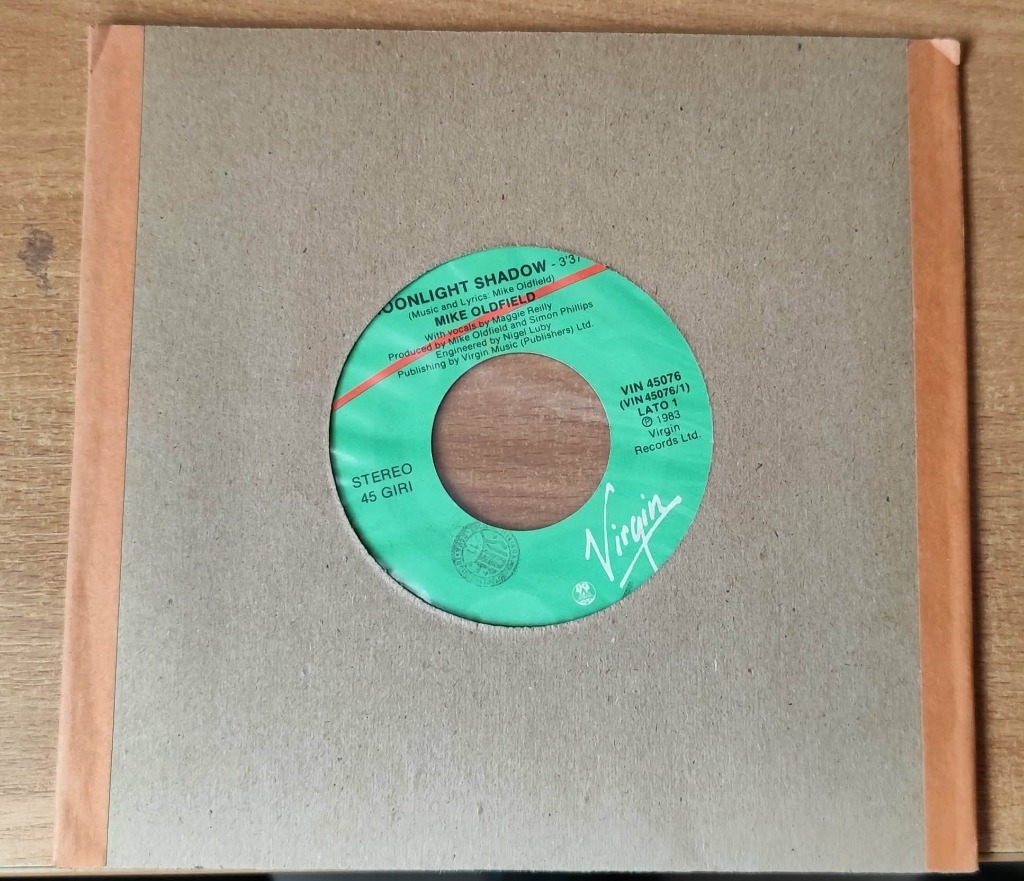 OONLIGHT SHADOW - 3'37
(Music and Lyrics: Mike Oldfield)
MIKE OLDFIELD
With vocals by Maggie Reilly
Produced by Mike Oldfield and Simon Phillips
Engineered by Nigel Luby
Publishing by Virgin Music (Publishers) Ltd.
VIN 45076
(VIN 45076/1)
LATO 1
℗ 1983
Virgin
Records Ltd.
STEREO
45 GIRI
Virgin